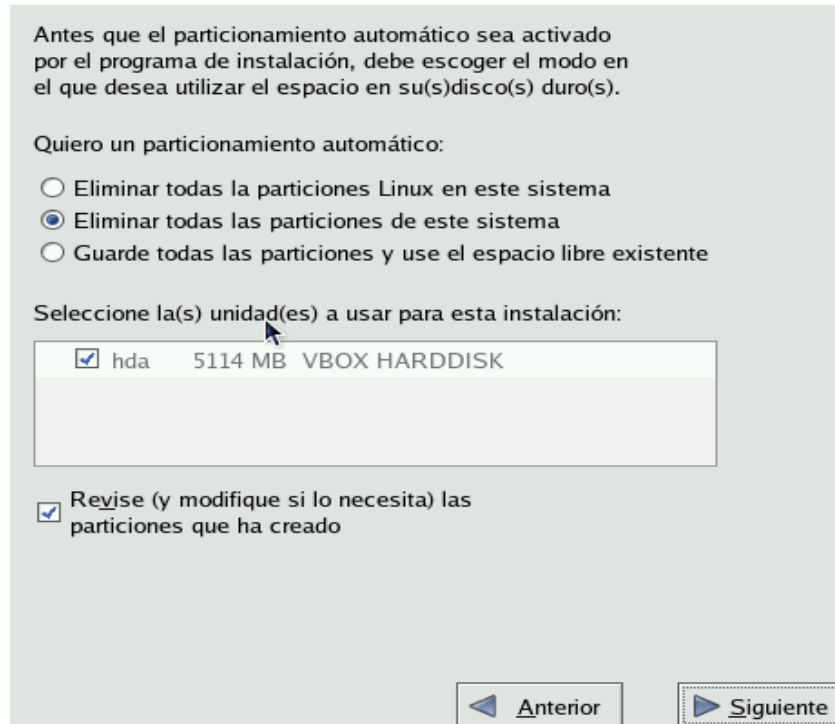 Antes que el particionamiento automático sea activado
por el programa de instalación, debe escoger el modo en
el que desea utilizar el espacio en su(s)disco(s) duro(s).
Quiero un particionamiento automático:
Eliminar todas la particiones Linux en este sistema
Eliminar todas las particiones de este sistema
Guarde todas las particiones y use el espacio libre existente
Seleccione la(s) unidad(es) a usar para esta instalación:
hda 5114 MB VBOX HARDDISK
Revise (y modifique si lo necesita) las
particiones que ha creado
Anterior Siguiente